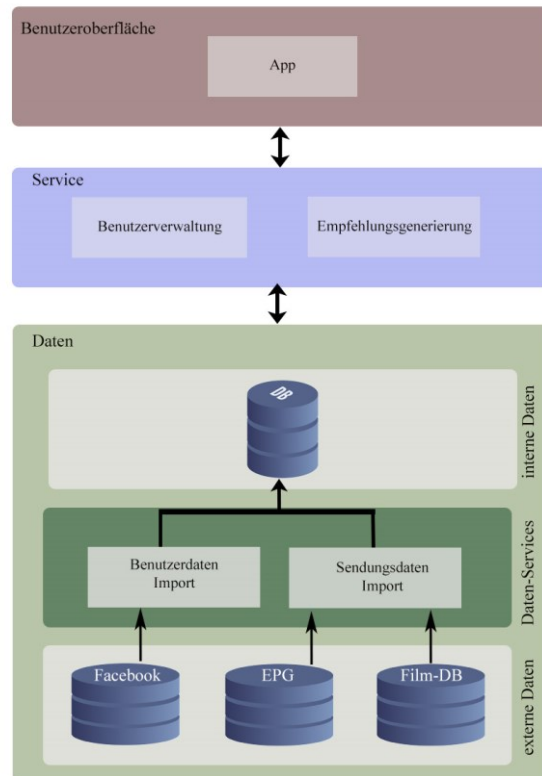 Benutzeroberfläche
App
Service
Benutzerverwaltung
Empfehlungsgenerierung
Daten
DB
interne Daten
Benutzerdaten
Import
Sendungsdaten
Import
Daten-Services
Facebook
EPG
Film-DB
externe Daten